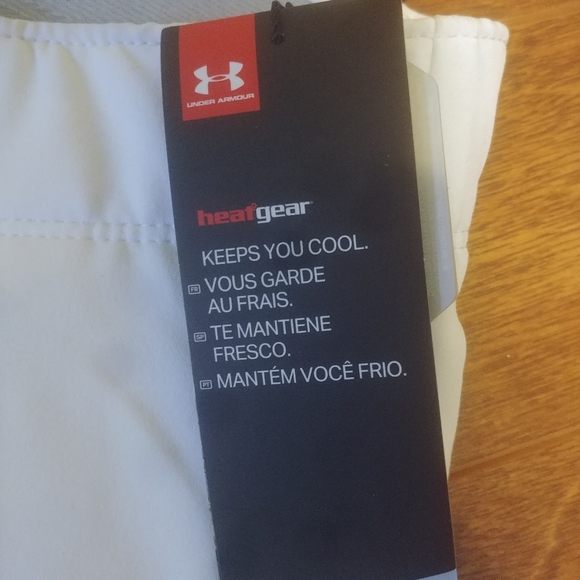 UNDER ARMOUR
heatgear
KEEPS YOU COOL.
FR VOUS GARDE
AU FRAIS.
SP TE MANTIENE
FRESCO.
PT MANTÉM VOCÊ FRIO.